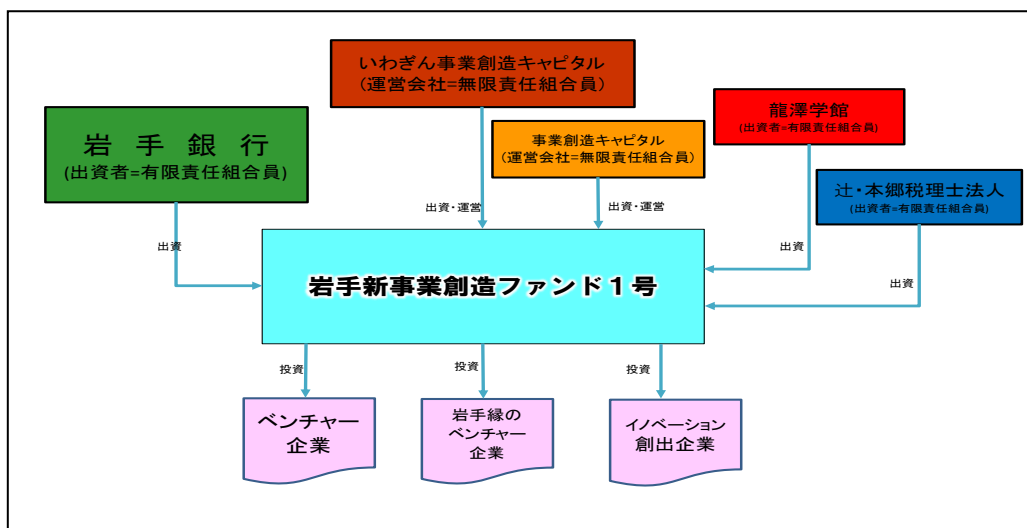 いわぎん事業創造キャピタル
（運営会社=無限責任組合員）
龍澤学館
(出資者=有限責任組合員)
岩手銀行
(出資者=有限責任組合員)
事業創造キャピタル
（運営会社=無限責任組合員）
辻・本郷税理士法人
(出資者=有限責任組合員)
出資・運営
出資・運営
出資
出資
出資
岩手新事業創造ファンド１号
投資
投資
投資
ベンチャー
企業
岩手縁の
ベンチャー
企業
イノベーション
創出企業